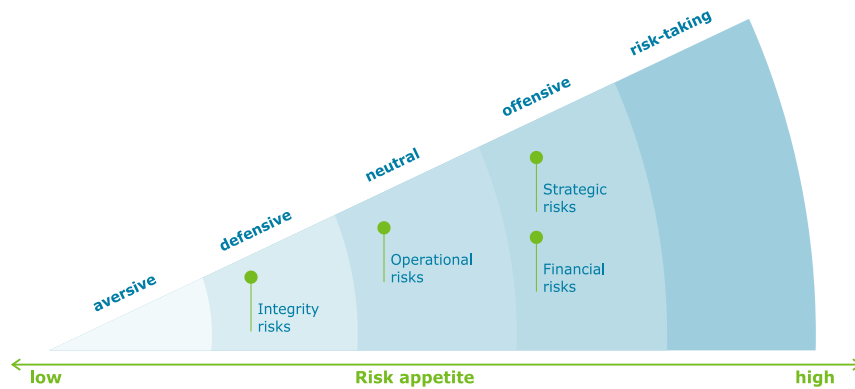 risk-taking
offensive
neutral
defensive
aversive
Strategic
risks
Operational
risks
Financial
risks
Integrity
risks
low
Risk appetite
high